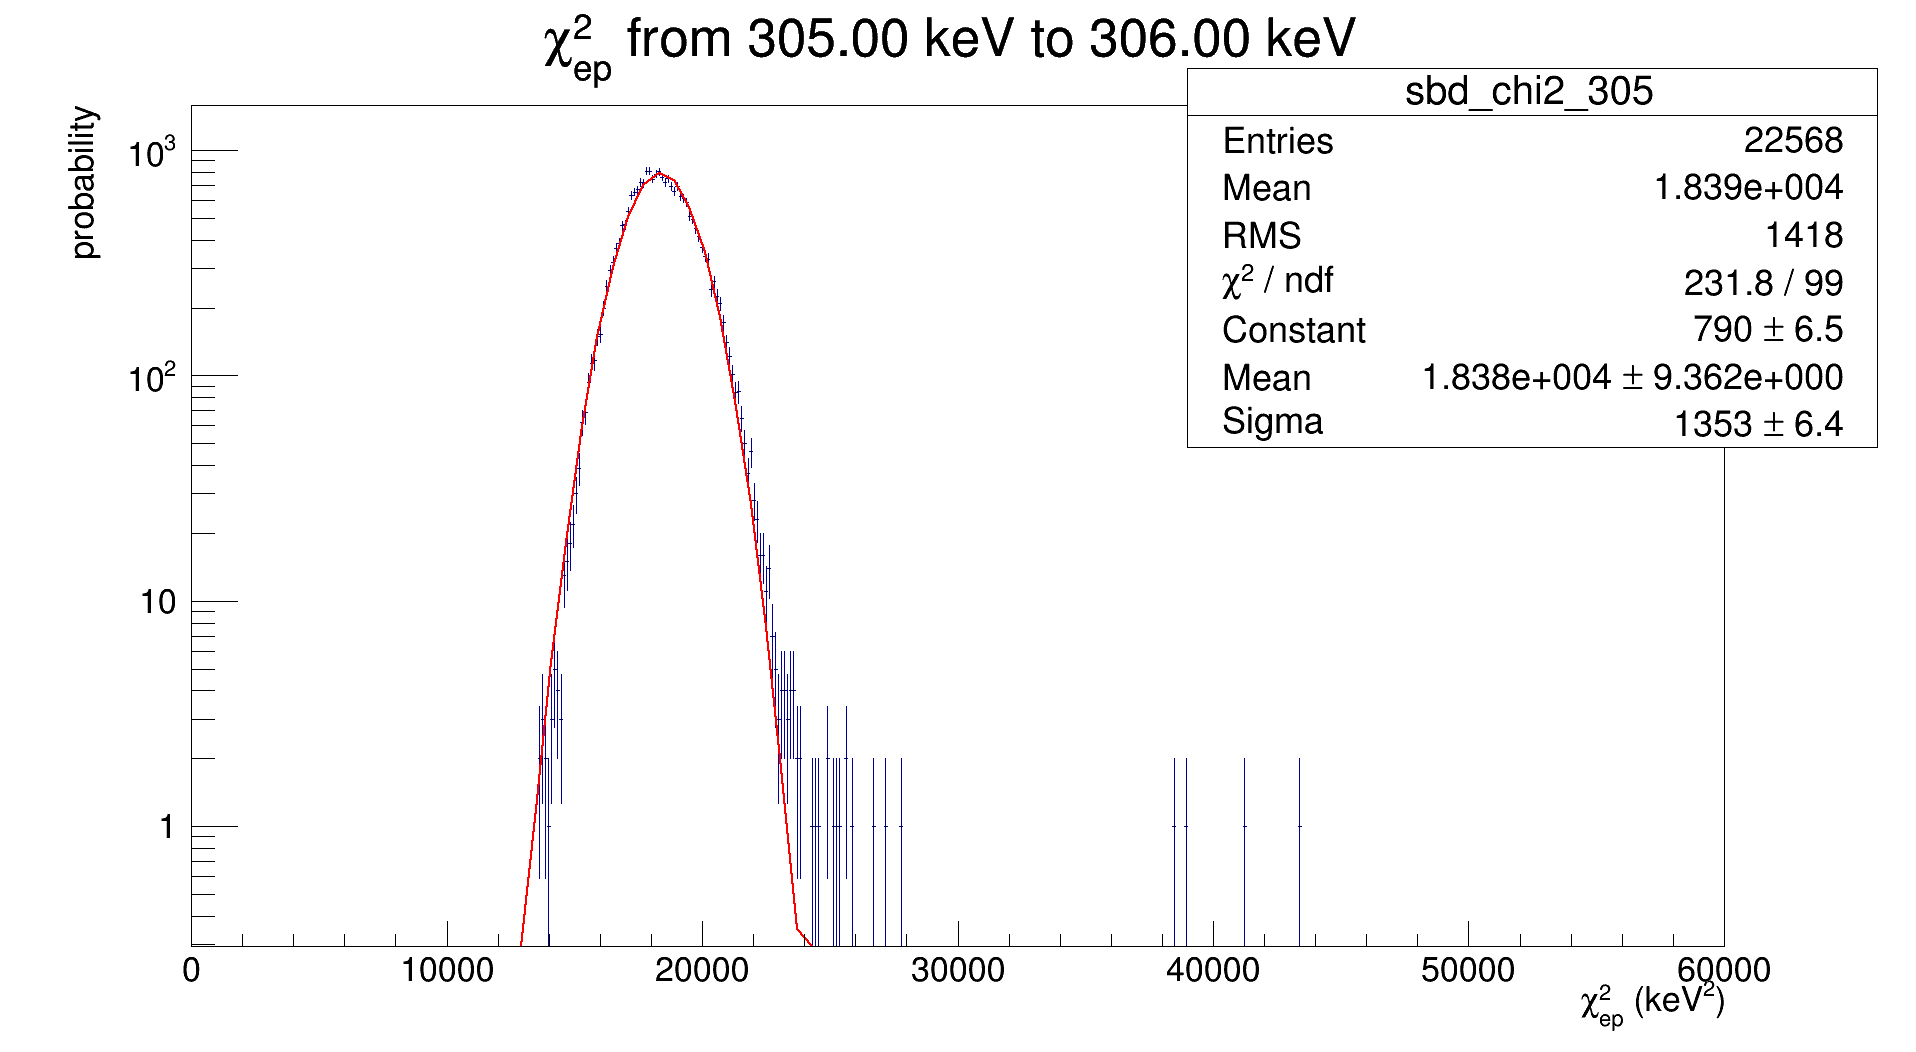 χ²ep from 305.00 keV to 306.00 keV
sbd_chi2_305
Entries 22568
Mean 1.839e+004
RMS 1418
χ² / ndf 231.8 / 99
Constant 790 ± 6.5
Mean 1.838e+004 ± 9.362e+000
Sigma 1353 ± 6.4
probability
10³
10²
10
1
0 10000 20000 30000 40000 50000 60000
χ²ep (keV²)